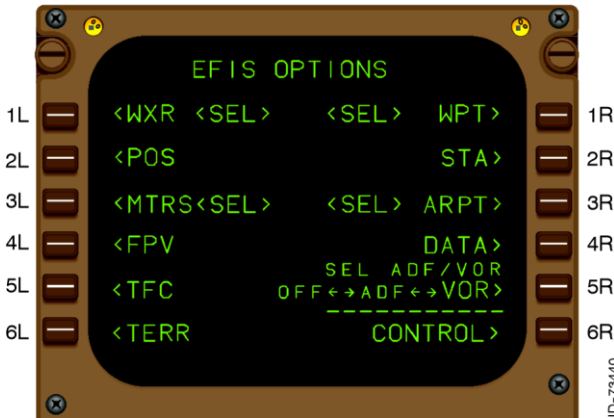 EFIS OPTIONS
1L <WXR <SEL> <SEL> WPT> 1R
2L <POS STA> 2R
3L <MTRS<SEL> <SEL> ARPT> 3R
4L <FPV DATA> 4R
SEL ADF/VOR
5L <TFC OFF←→ADF←→VOR> 5R
------------
6L <TERR CONTROL> 6R